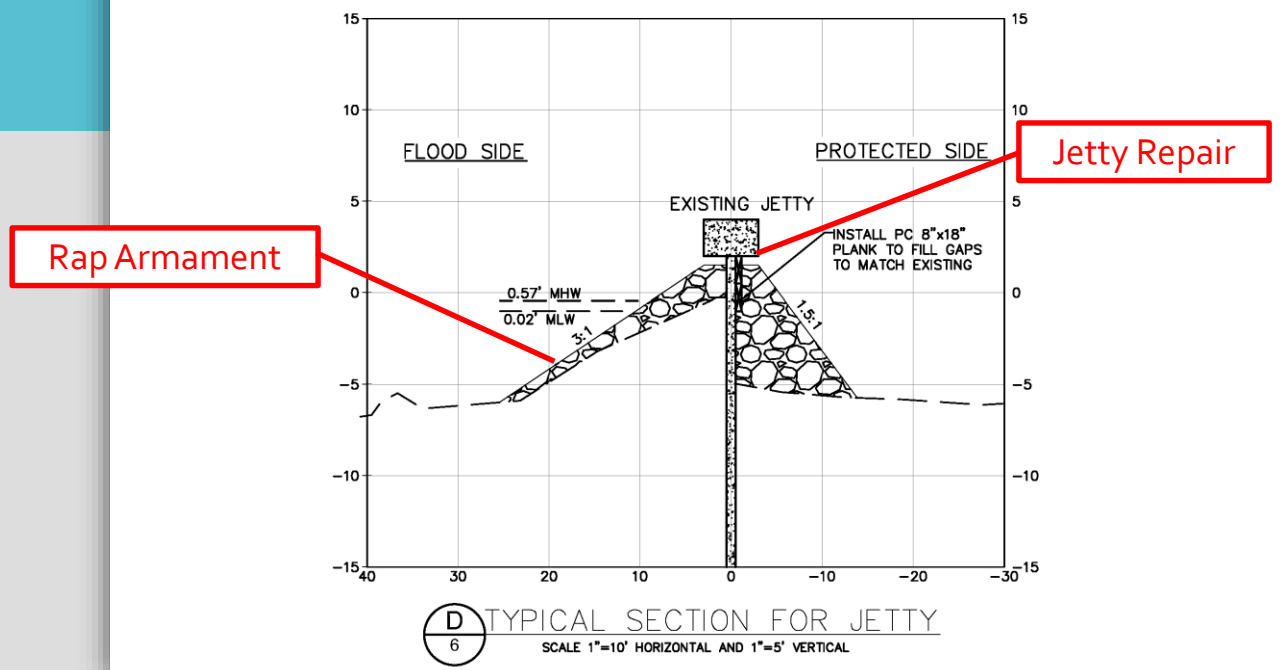 15
15
10
10
FLOOD SIDE
PROTECTED SIDE
Jetty Repair
5
EXISTING JETTY
5
INSTALL PC 8"x18"
PLANK TO FILL GAPS
TO MATCH EXISTING
Rap Armament
0
0.57' MHW
0.02' MLW
0
3:1
1.5:1
-5
-5
-10
-10
-15
-15
40 30 20 10 0 -10 -20 -30
D
6
TYPICAL SECTION FOR JETTY
SCALE 1"=10' HORIZONTAL AND 1"=5' VERTICAL